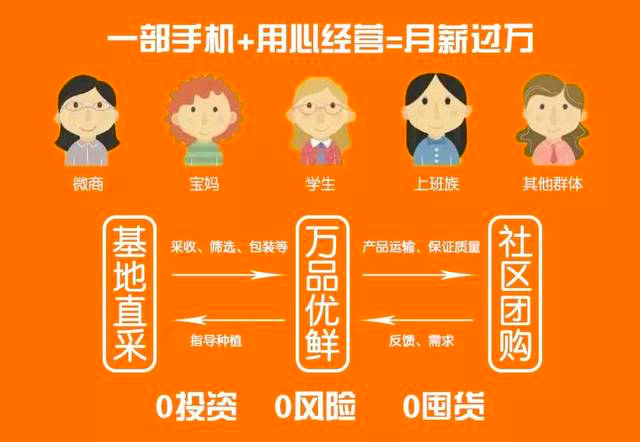 一部手机+用心经营=月薪过万
微商
宝妈
学生
上班族
其他群体
基地直采
采收、筛选、包装等
指导种植
万品优鲜
产品运输，保证质量
反馈、需求
社区团购
0投资 0风险 0囤货